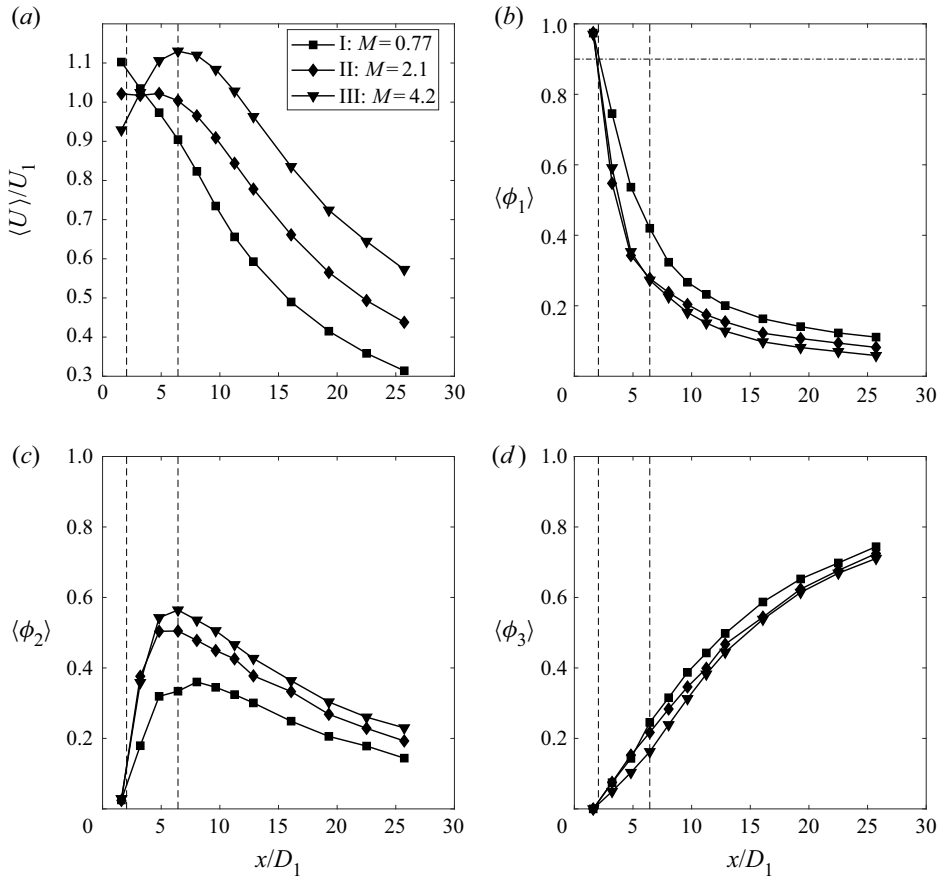 (a)
(b)
I: M = 0.77
II: M = 2.1
III: M = 4.2
⟨U⟩/U₁
1.1
1.0
0.9
0.8
0.7
0.6
0.5
0.4
0.3
0 5 10 15 20 25 30
⟨ϕ₁⟩
1.0
0.8
0.6
0.4
0.2
0 5 10 15 20 25 30
(c)
(d)
⟨ϕ₂⟩
1.0
0.8
0.6
0.4
0.2
0 5 10 15 20 25 30
x/D₁
⟨ϕ₃⟩
1.0
0.8
0.6
0.4
0.2
0 5 10 15 20 25 30
x/D₁